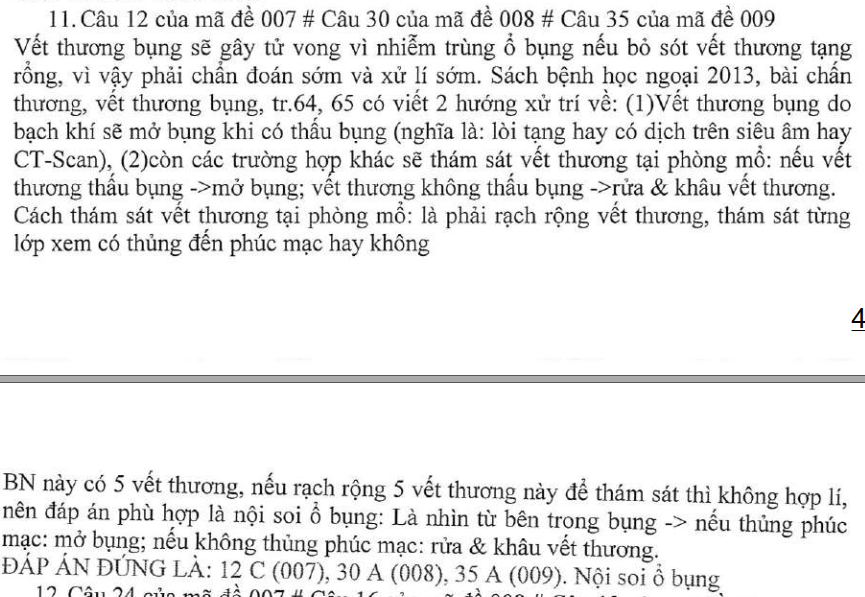 11. Câu 12 của mã đề 007 # Câu 30 của mã đề 008 # Câu 35 của mã đề 009
Vết thương bụng sẽ gây tử vong vì nhiễm trùng ổ bụng nếu bỏ sót vết thương tạng
rỗng, vì vậy phải chẩn đoán sớm và xử lí sớm. Sách bệnh học ngoại 2013, bài chấn
thương, vết thương bụng, tr.64, 65 có viết 2 hướng xử trí về: (1)Vết thương bụng do
bạch khí sẽ mở bụng khi có thấu bụng (nghĩa là: lòi tạng hay có dịch trên siêu âm hay
CT-Scan), (2)còn các trường hợp khác sẽ thám sát vết thương tại phòng mổ: nếu vết
thương thấu bụng ->mở bụng; vết thương không thấu bụng ->rửa & khâu vết thương.
Cách thám sát vết thương tại phòng mổ: là phải rạch rộng vết thương, thám sát từng
lớp xem có thủng đến phúc mạc hay không
4
BN này có 5 vết thương, nếu rạch rộng 5 vết thương này để thám sát thì không hợp lí,
nên đáp án phù hợp là nội soi ổ bụng: Là nhìn từ bên trong bụng -> nếu thủng phúc
mạc: mở bụng; nếu không thủng phúc mạc: rửa & khâu vết thương.
ĐÁP ÁN ĐÚNG LÀ: 12 C (007), 30 A (008), 35 A (009). Nội soi ổ bụng
12. Câu 24 của mã đề 007 #